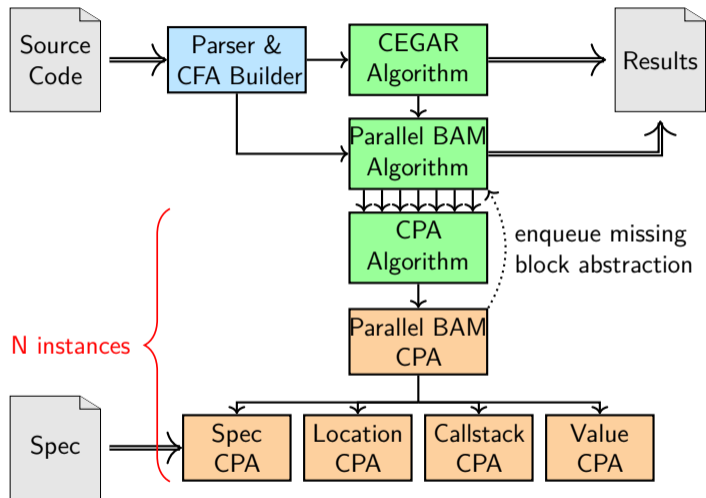 Source
Code
Parser &
CFA Builder
CEGAR
Algorithm
Results
Parallel BAM
Algorithm
CPA
Algorithm
enqueue missing
block abstraction
Parallel BAM
CPA
N instances
Spec
Spec
CPA
Location
CPA
Callstack
CPA
Value
CPA